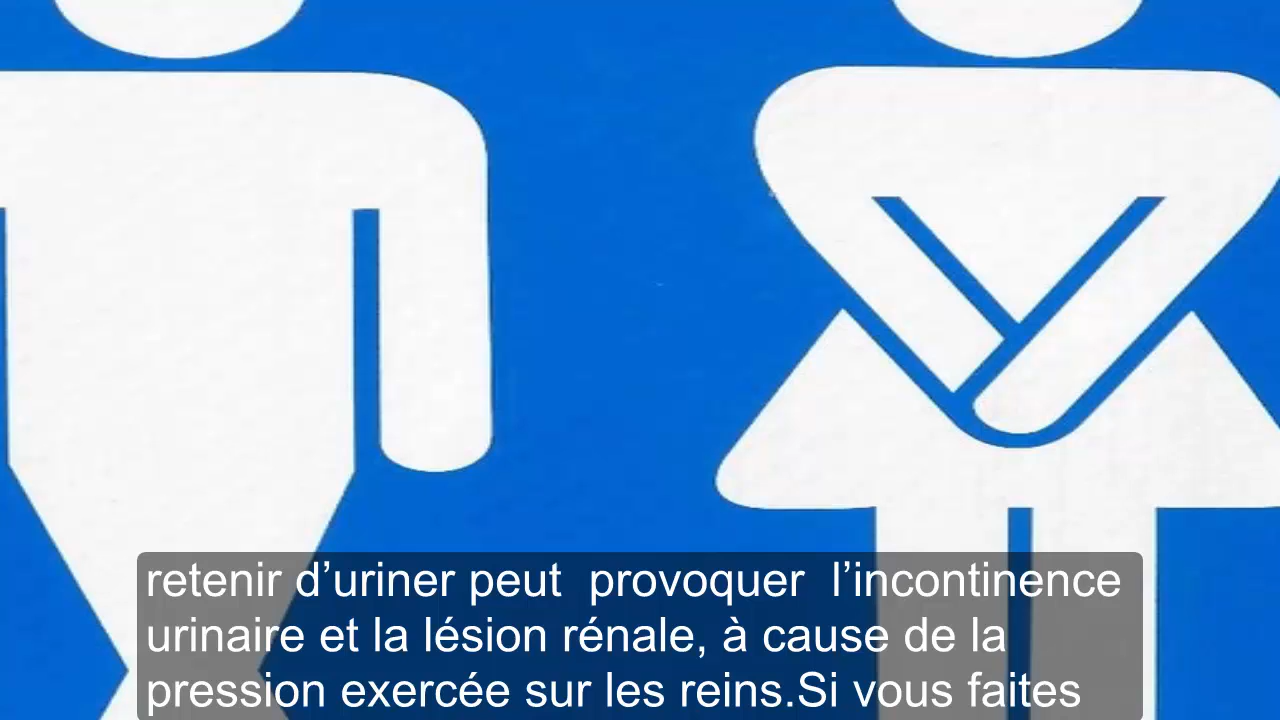 retenir d’uriner peut  provoquer  l’incontinence
urinaire et la lésion rénale, à cause de la
pression exercée sur les reins.Si vous faites